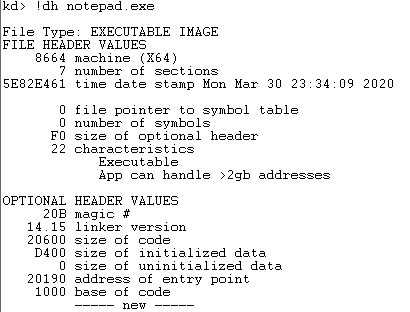 kd> !dh notepad.exe
File Type: EXECUTABLE IMAGE
FILE HEADER VALUES
8664 machine (X64)
7 number of sections
5E82E461 time date stamp Mon Mar 30 23:34:09 2020
0 file pointer to symbol table
0 number of symbols
F0 size of optional header
22 characteristics
Executable
App can handle >2gb addresses
OPTIONAL HEADER VALUES
20B magic #
14.15 linker version
20600 size of code
D400 size of initialized data
0 size of uninitialized data
20190 address of entry point
1000 base of code
----- new -----